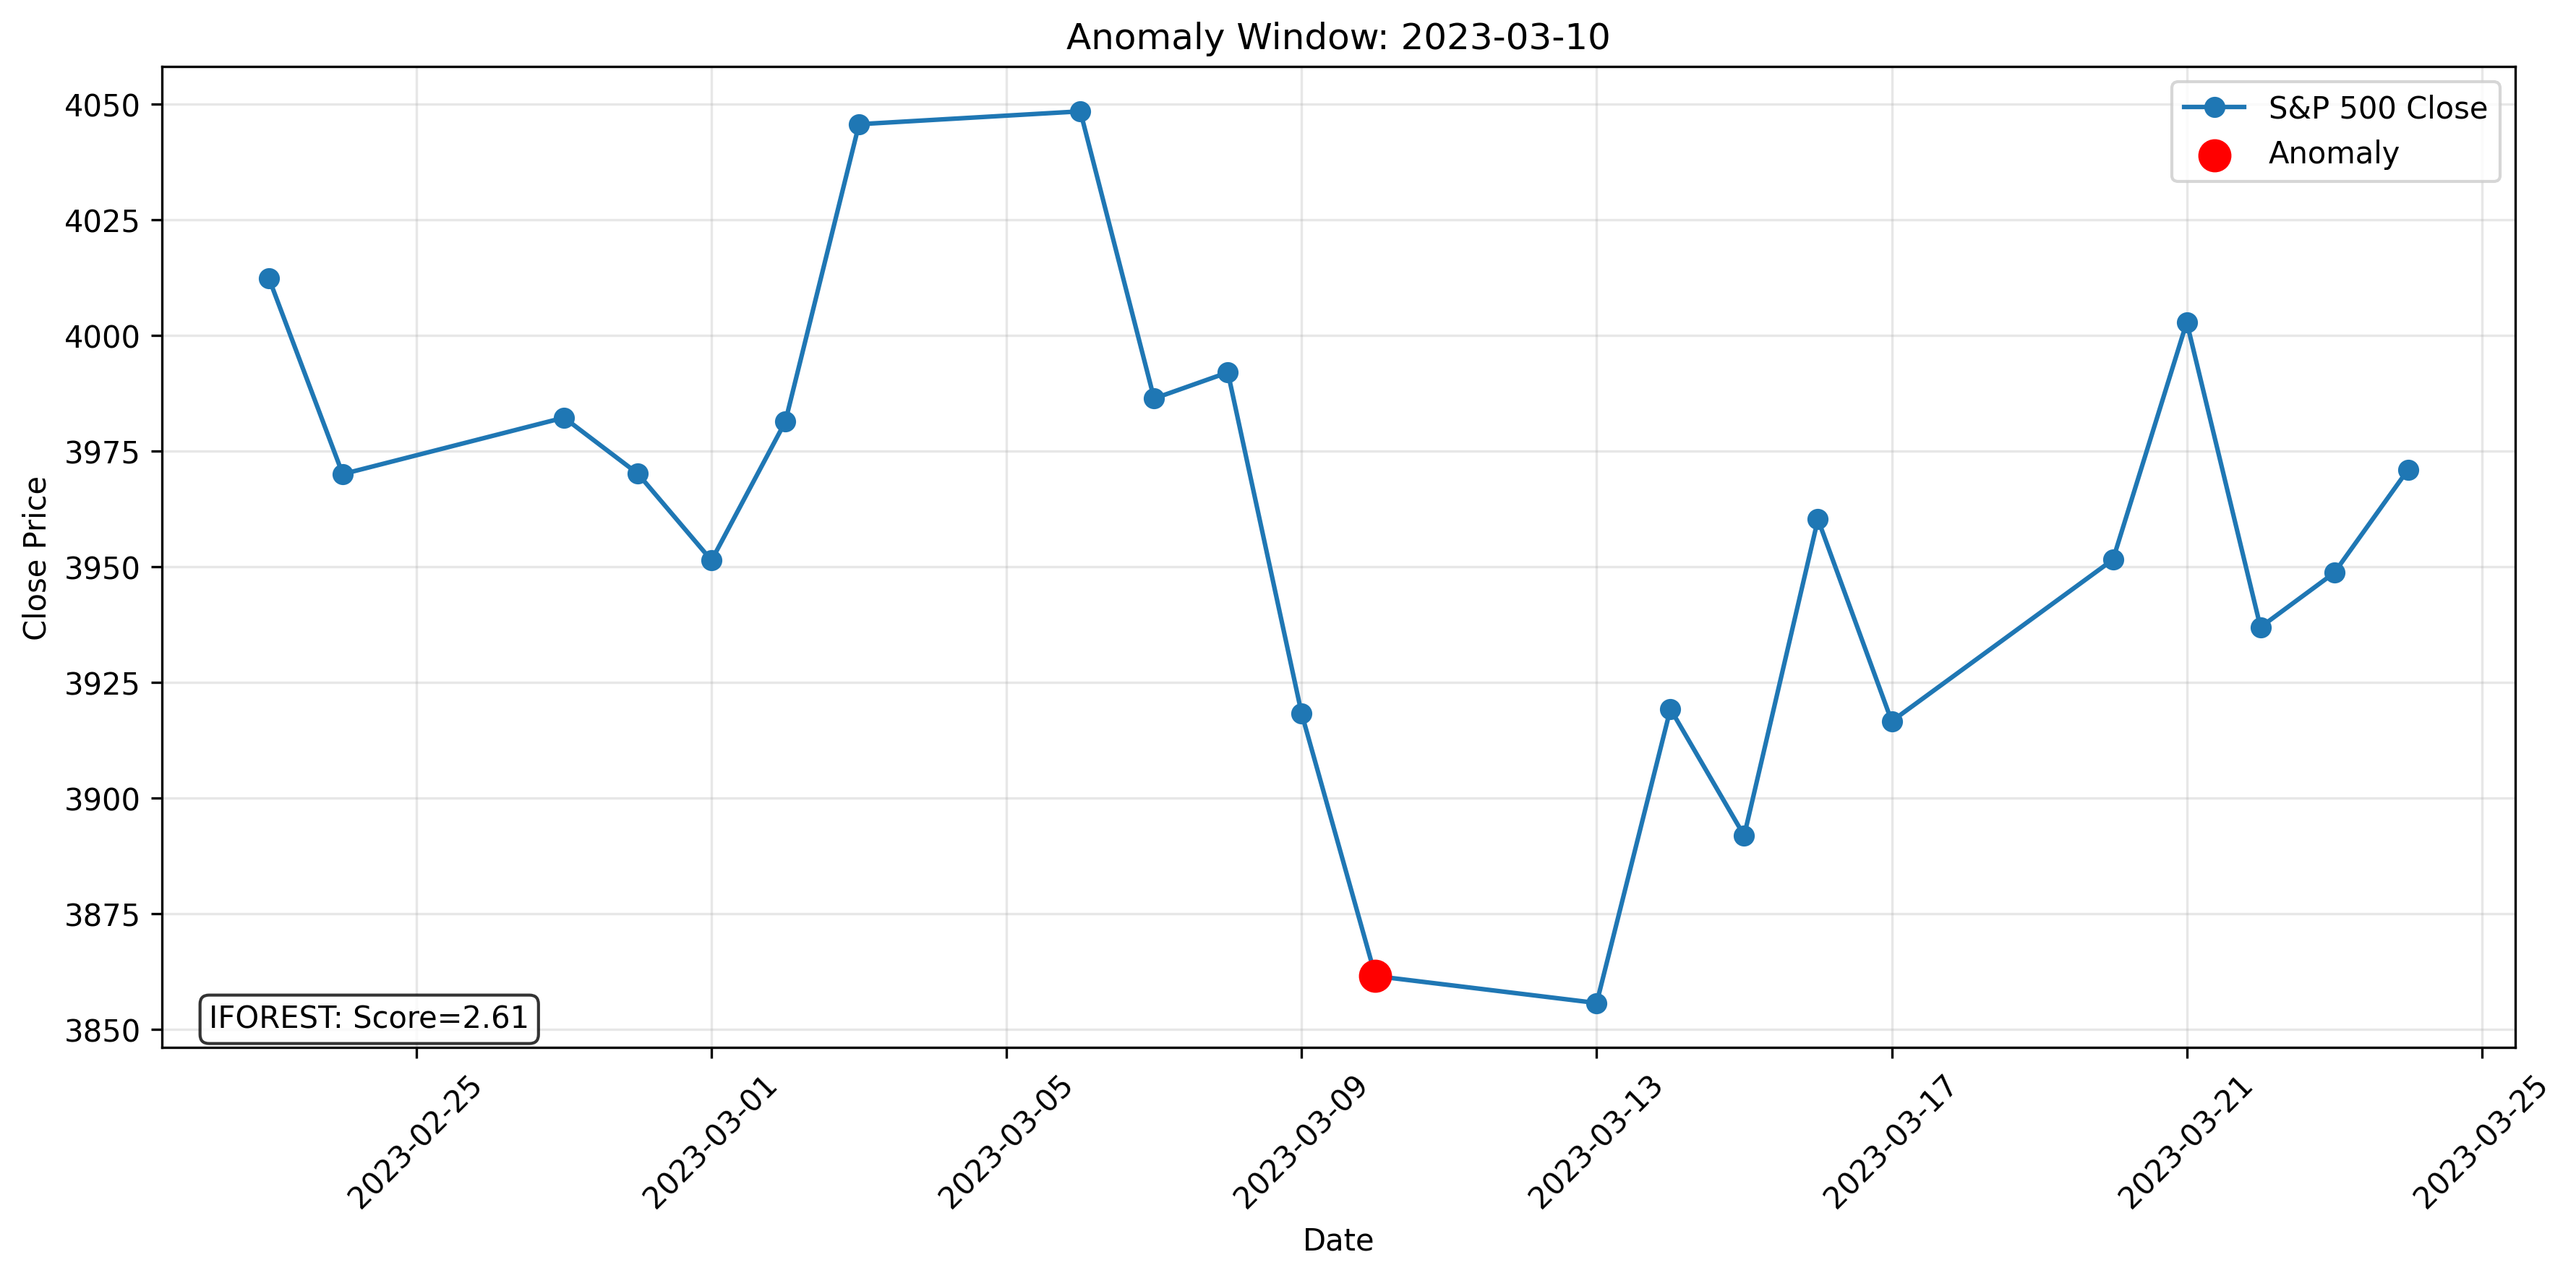 Anomaly Window: 2023-03-10
S&P 500 Close
Anomaly
Close Price
4050
4025
4000
3975
3950
3925
3900
3875
3850
IFOREST: Score=2.61
2023-02-25
2023-03-01
2023-03-05
2023-03-09
2023-03-13
2023-03-17
2023-03-21
2023-03-25
Date